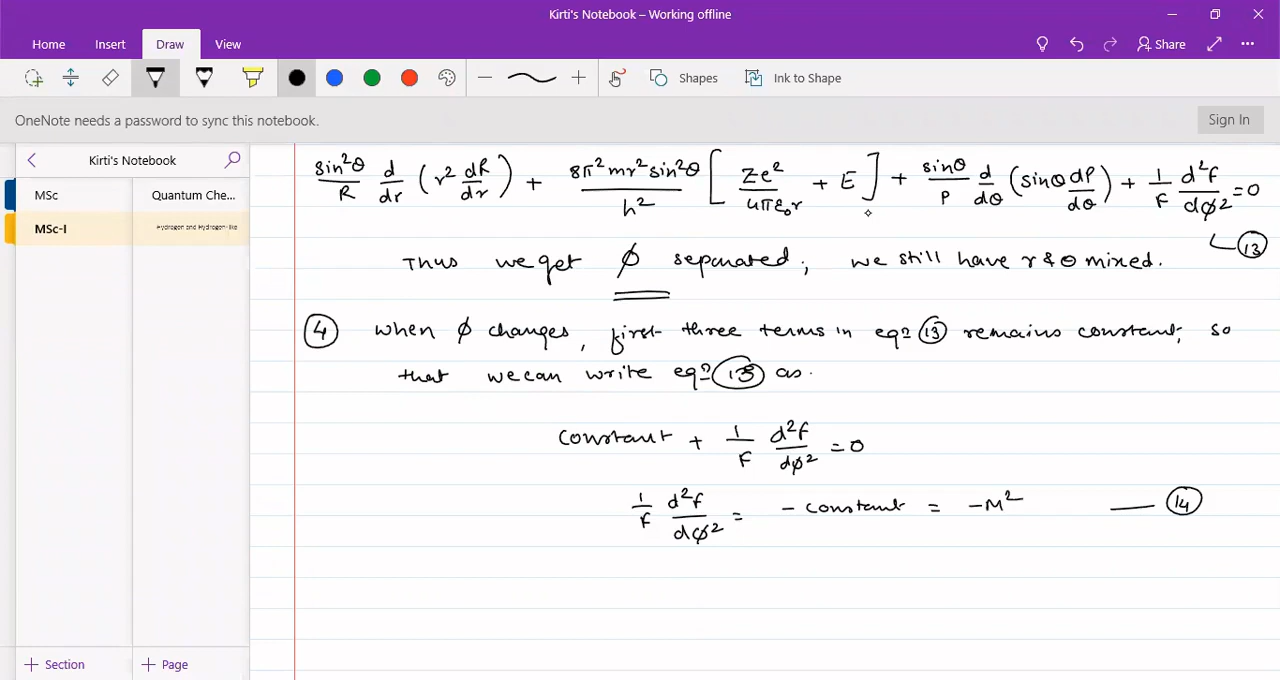 Kirti's Notebook – Working offline
Home Insert Draw View Share
Shapes Ink to Shape
OneNote needs a password to sync this notebook. Sign In
Kirti's Notebook
MSc Quantum Che...
MSc-I Hydrogen and Hydrogen-like
sin²θ/R d/dr (r² dR/dr) + 8π²mr²sin²θ/h² [Ze²/4πε₀r + E] + sinθ/P d/dθ (sinθ dP/dθ) + 1/F d²F/dϕ² = 0
13
Thus we get ϕ separated, we still have r & θ mixed.
4 When ϕ changes, first three terms in eqn 13 remains constant, so
that we can write eqn 13 as.
Constant + 1/F d²F/dϕ² = 0
1/F d²F/dϕ² = - constant = -M² — 14
+ Section + Page